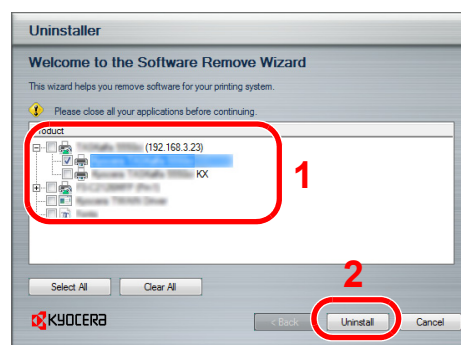 Uninstaller
Welcome to the Software Remove Wizard
This wizard helps you remove software for your printing system.
Please close all your applications before continuing.
Product
(192.168.3.23)
KX
1
Select All Clear All
2
KYOCERA < Back Uninstall Cancel